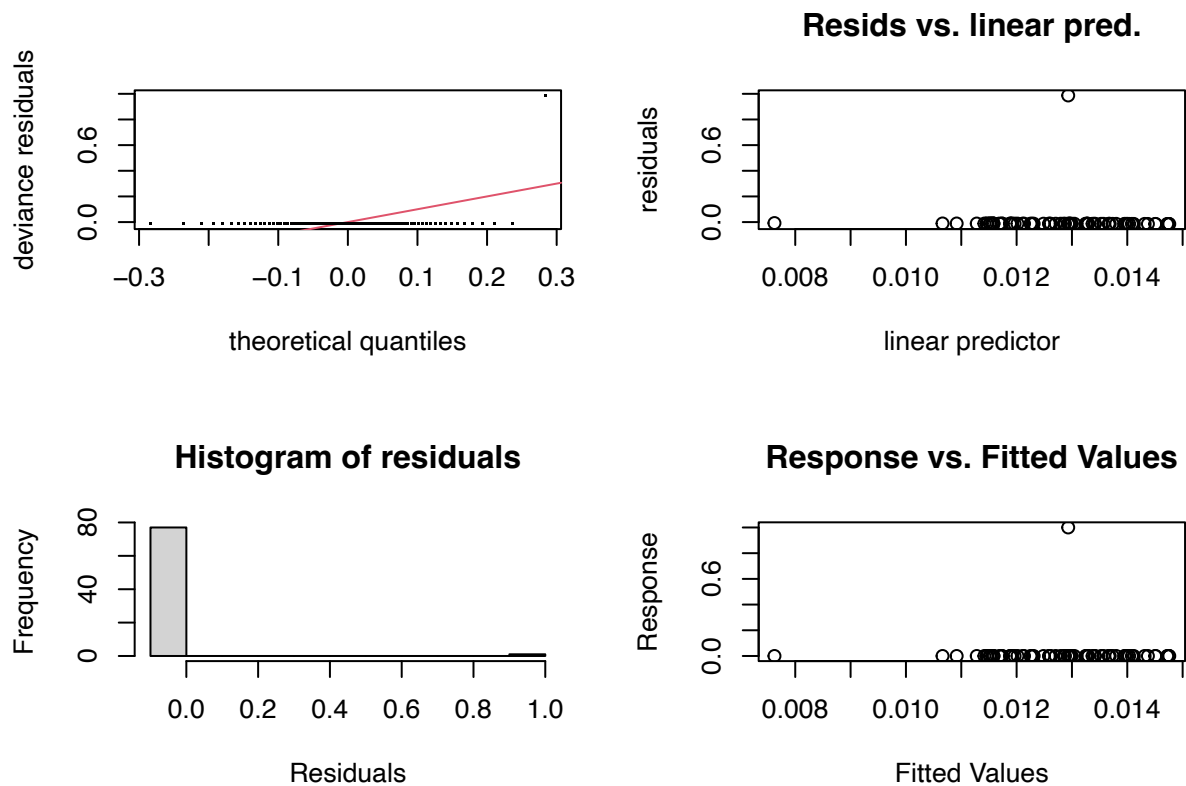 deviance residuals
0.0 0.6
−0.3 −0.1 0.0 0.1 0.2 0.3
theoretical quantiles
Resids vs. linear pred.
residuals
0.0 0.6
0.008 0.010 0.012 0.014
linear predictor
Histogram of residuals
Frequency
0 40 80
0.0 0.2 0.4 0.6 0.8 1.0
Residuals
Response vs. Fitted Values
Response
0.0 0.6
0.008 0.010 0.012 0.014
Fitted Values